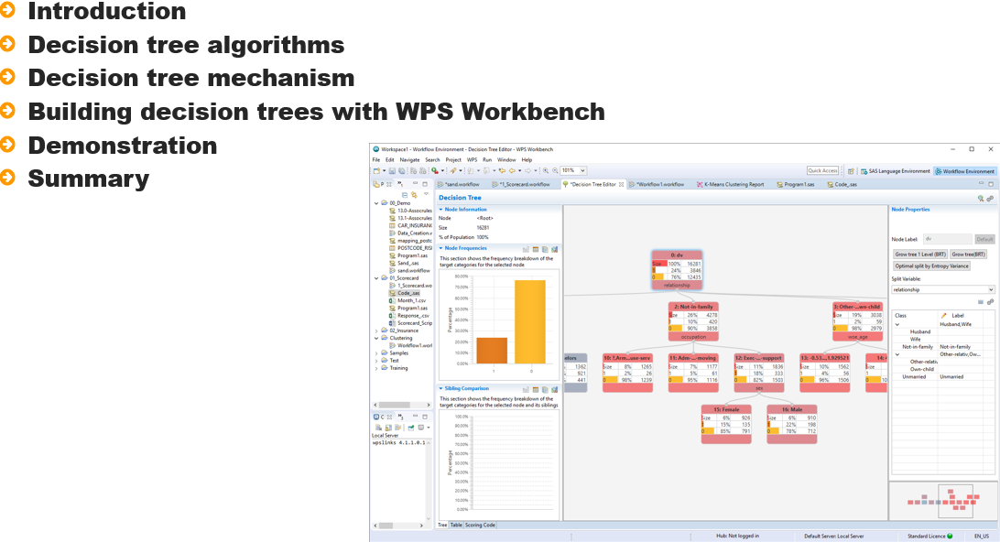 Introduction
Decision tree algorithms
Decision tree mechanism
Building decision trees with WPS Workbench
Demonstration
Summary
Workspace1 - Workflow Environment - Decision Tree Editor - WPS Workbench
File Edit Navigate Search Project WPS Run Window Help
101%
Quick Access
SAS Language Environment
Workflow Environment
*sand.workflow
*1_Scorecard.workflow
*Decision Tree Editor
*Workflow1.workflow
K-Means Clustering Report
Program1.sas
Code_.sas
00_Demo
13.0-Assocrules
13.1-Assocrules
CAR_INSURANC
Data_Creation.v
mapping_postc
POSTCODE_RIS
Program1.sas
Sand_.sas
sand.workflow
01_Scorecard
1_Scorecard.wo
Code_.sas
Month_1.csv
Program1.sas
Response_.csv
Scorecard_Scrip
02_Insurance
Clustering
Workflow1.worl
Samples
Test
Training
Local Server
wpslinks 4.1.1.0.1
Decision Tree
Node Information
Node <Root>
Size 16281
% of Population 100%
Node Frequencies
This section shows the frequency breakdown of the
target categories for the selected node
80.00%
70.00%
60.00%
50.00%
40.00%
30.00%
20.00%
10.00%
0.00%
Percentage
1 0
Sibling Comparison
This section shows the frequency breakdown of the
target categories for the selected node and its siblings
100.0%
90.00%
80.00%
70.00%
60.00%
50.00%
40.00%
30.00%
20.00%
10.00%
0.00%
Percentage
Tree Table Scoring Code
0: dv
Size 100% 16281
1 24% 3846
0 76% 12435
relationship
2: Not-in-family
Size 26% 4278
1 10% 420
0 90% 3858
occupation
3: Other-...wn-child
Size 19% 3038
1 2% 59
0 98% 2979
woe_age
elors.
1362
921
441
10: ?,Arm...use-serv
Size 8% 1265
1 2% 26
0 98% 1239
11: Adm-...-moving
Size 7% 1177
1 5% 61
0 95% 1116
12: Exec-...-support
Size 11% 1836
1 18% 333
0 82% 1503
sex
13: -0.53...1.929521
Size 10% 1562
1 4% 56
0 96% 1506
14:
Size
1
0 10
15: Female
Size 6% 926
1 15% 135
0 85% 791
16: Male
Size 6% 910
1 22% 198
0 78% 712
Node Properties
Node Label: dv
Default
Grow tree 1 Level (BRT)
Grow tree(BRT)
Optimal split by Entropy Variance
Split Variable:
relationship
Class Label
Husband,Wife
Husband
Wife
Not-in-family Not-in-family
Other-relativ,Ow...
Other-relativ
Own-child
Unmarried Unmarried
Hub: Not logged in
Default Server: Local Server
Standard Licence
EN_US